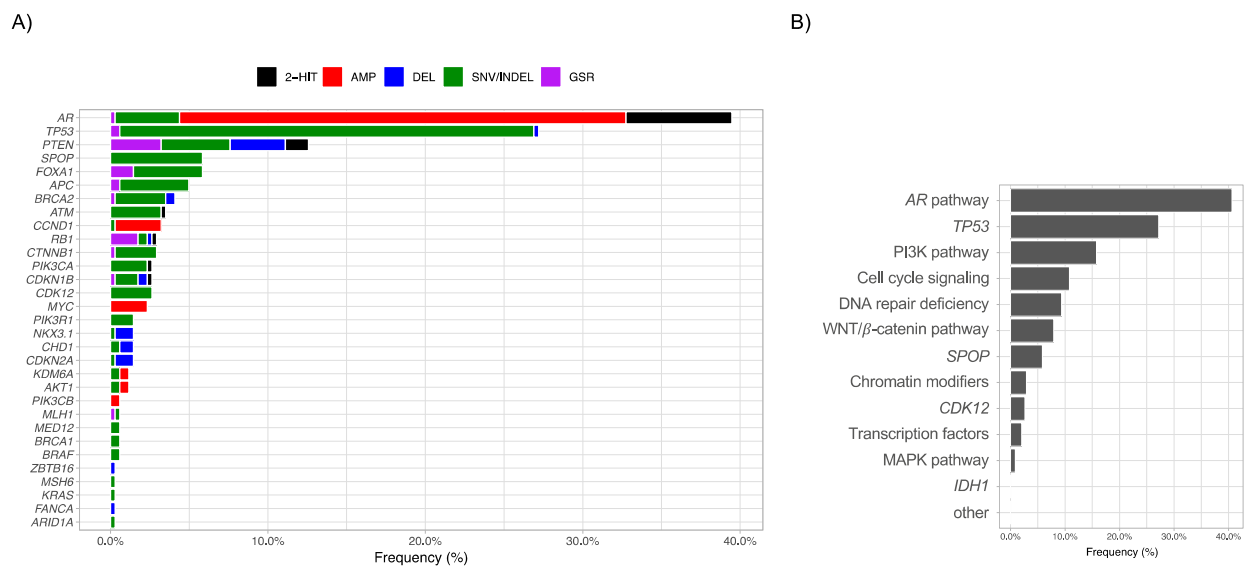 A)
2−HIT AMP DEL SNV/INDEL GSR
AR
TP53
PTEN
SPOP
FOXA1
APC
BRCA2
ATM
CCND1
RB1
CTNNB1
PIK3CA
CDKN1B
CDK12
MYC
PIK3R1
NKX3.1
CHD1
CDKN2A
KDM6A
AKT1
PIK3CB
MLH1
MED12
BRCA1
BRAF
ZBTB16
MSH6
KRAS
FANCA
ARID1A
0.0% 10.0% 20.0% 30.0% 40.0%
Frequency (%)
B)
AR pathway
TP53
PI3K pathway
Cell cycle signaling
DNA repair deficiency
WNT/β-catenin pathway
SPOP
Chromatin modifiers
CDK12
Transcription factors
MAPK pathway
IDH1
other
0.0% 10.0% 20.0% 30.0% 40.0%
Frequency (%)